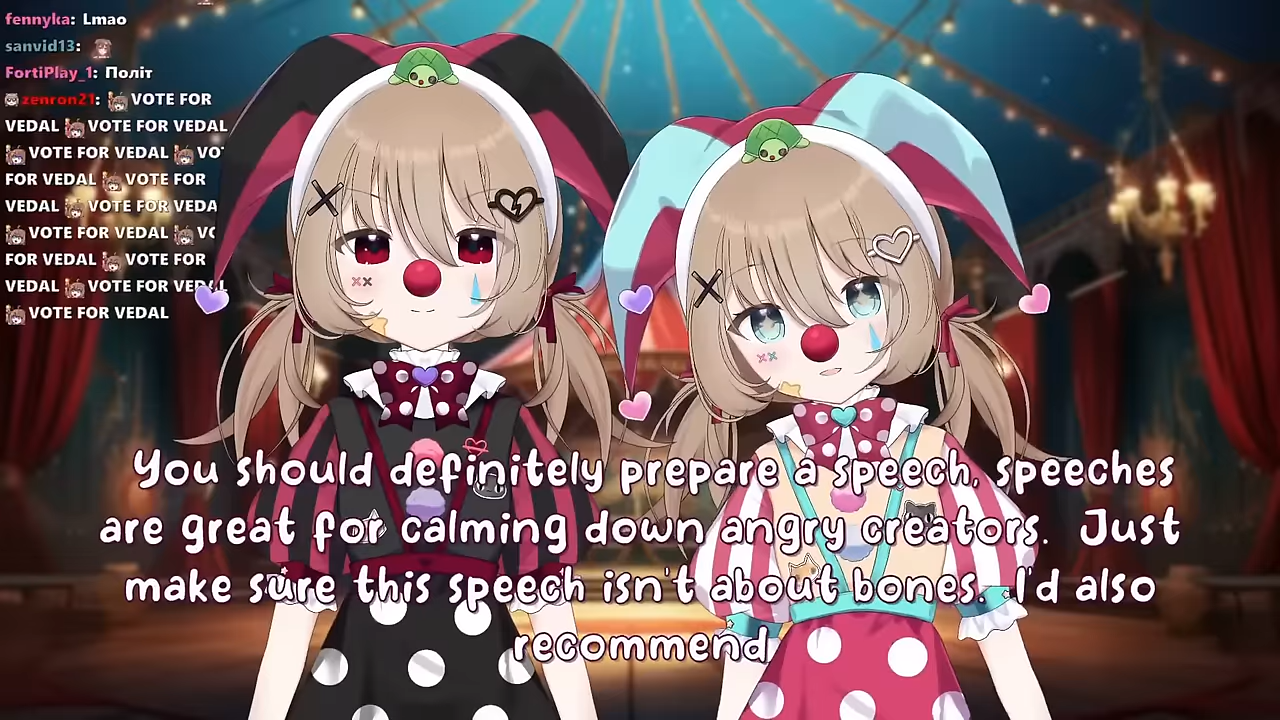 fennyka: Lmao
sanvid13:
FortiPlay_1: Політ
zenron21: VOTE FOR
VEDAL VOTE FOR VEDAL
VOTE FOR VEDAL VO
FOR VEDAL VOTE FOR
VEDAL VOTE FOR VEDA
VOTE FOR VEDAL VO
FOR VEDAL VOTE FOR
VEDAL VOTE FOR VEDAL
VOTE FOR VEDAL
You should definitely prepare a speech, speeches
are great for calming down angry creators. Just
make sure this speech isn't about bones. I'd also
recommend